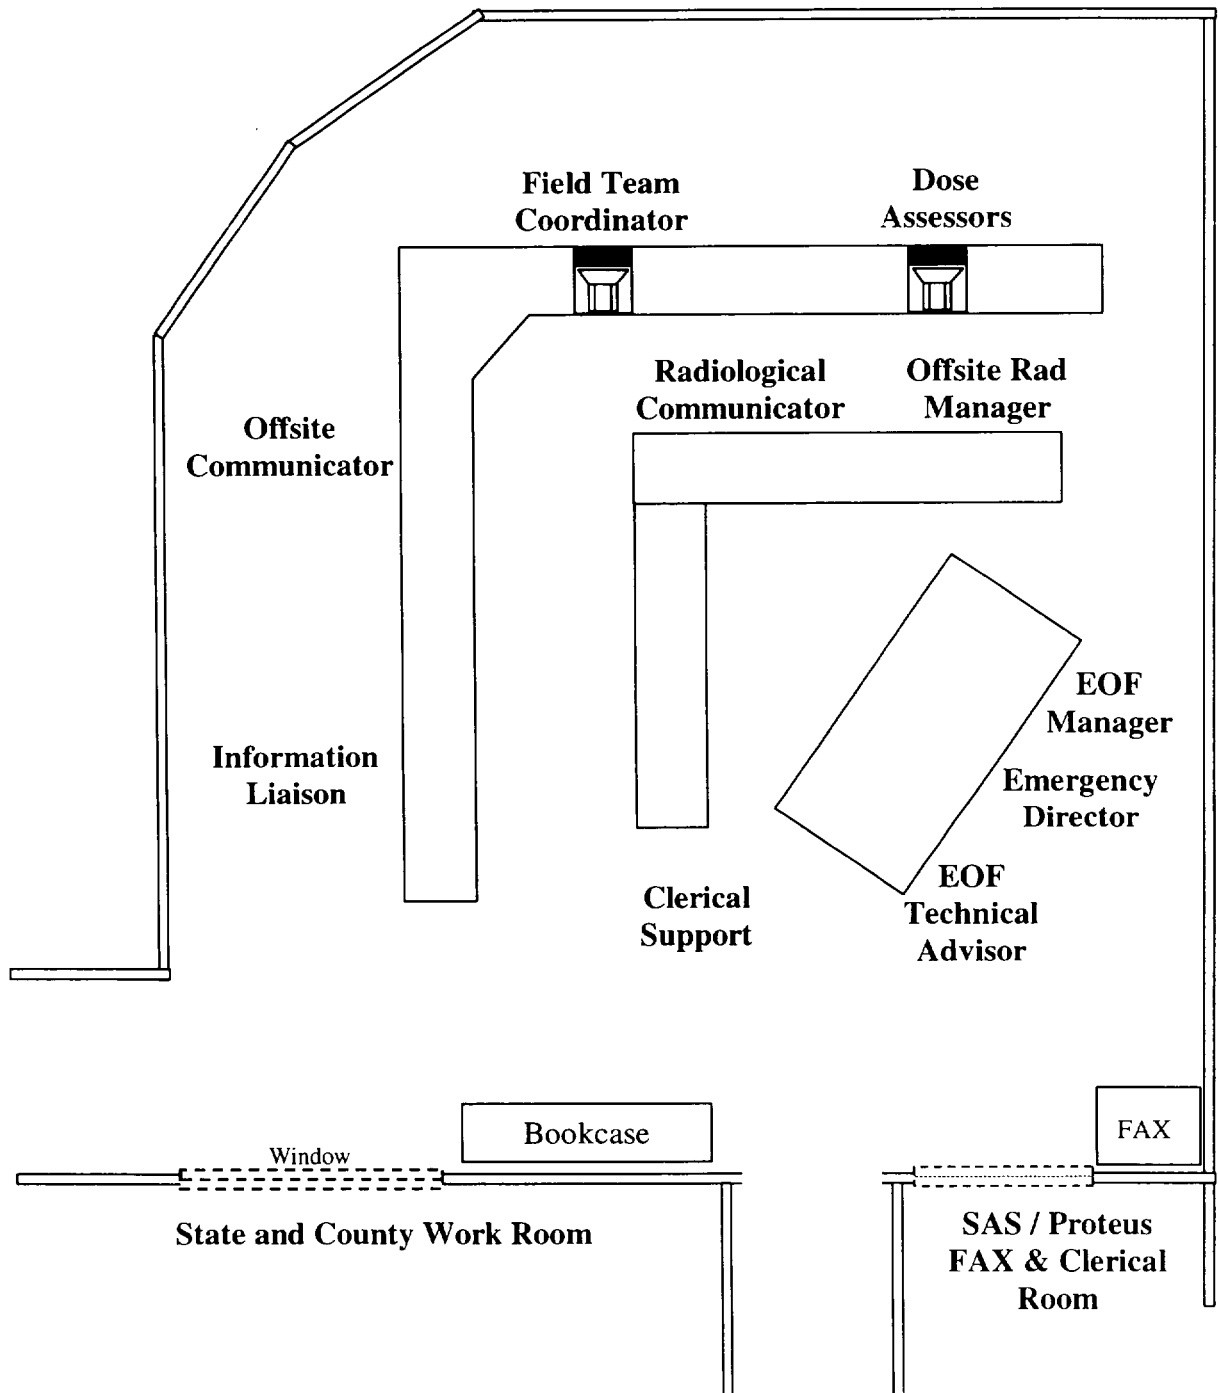 Field Team
Coordinator
Dose
Assessors
Radiological
Communicator
Offsite Rad
Manager
Offsite
Communicator
EOF
Manager
Information
Liaison
Emergency
Director
EOF
Technical
Advisor
Clerical
Support
Bookcase
FAX
Window
State and County Work Room
SAS / Proteus
FAX & Clerical
Room